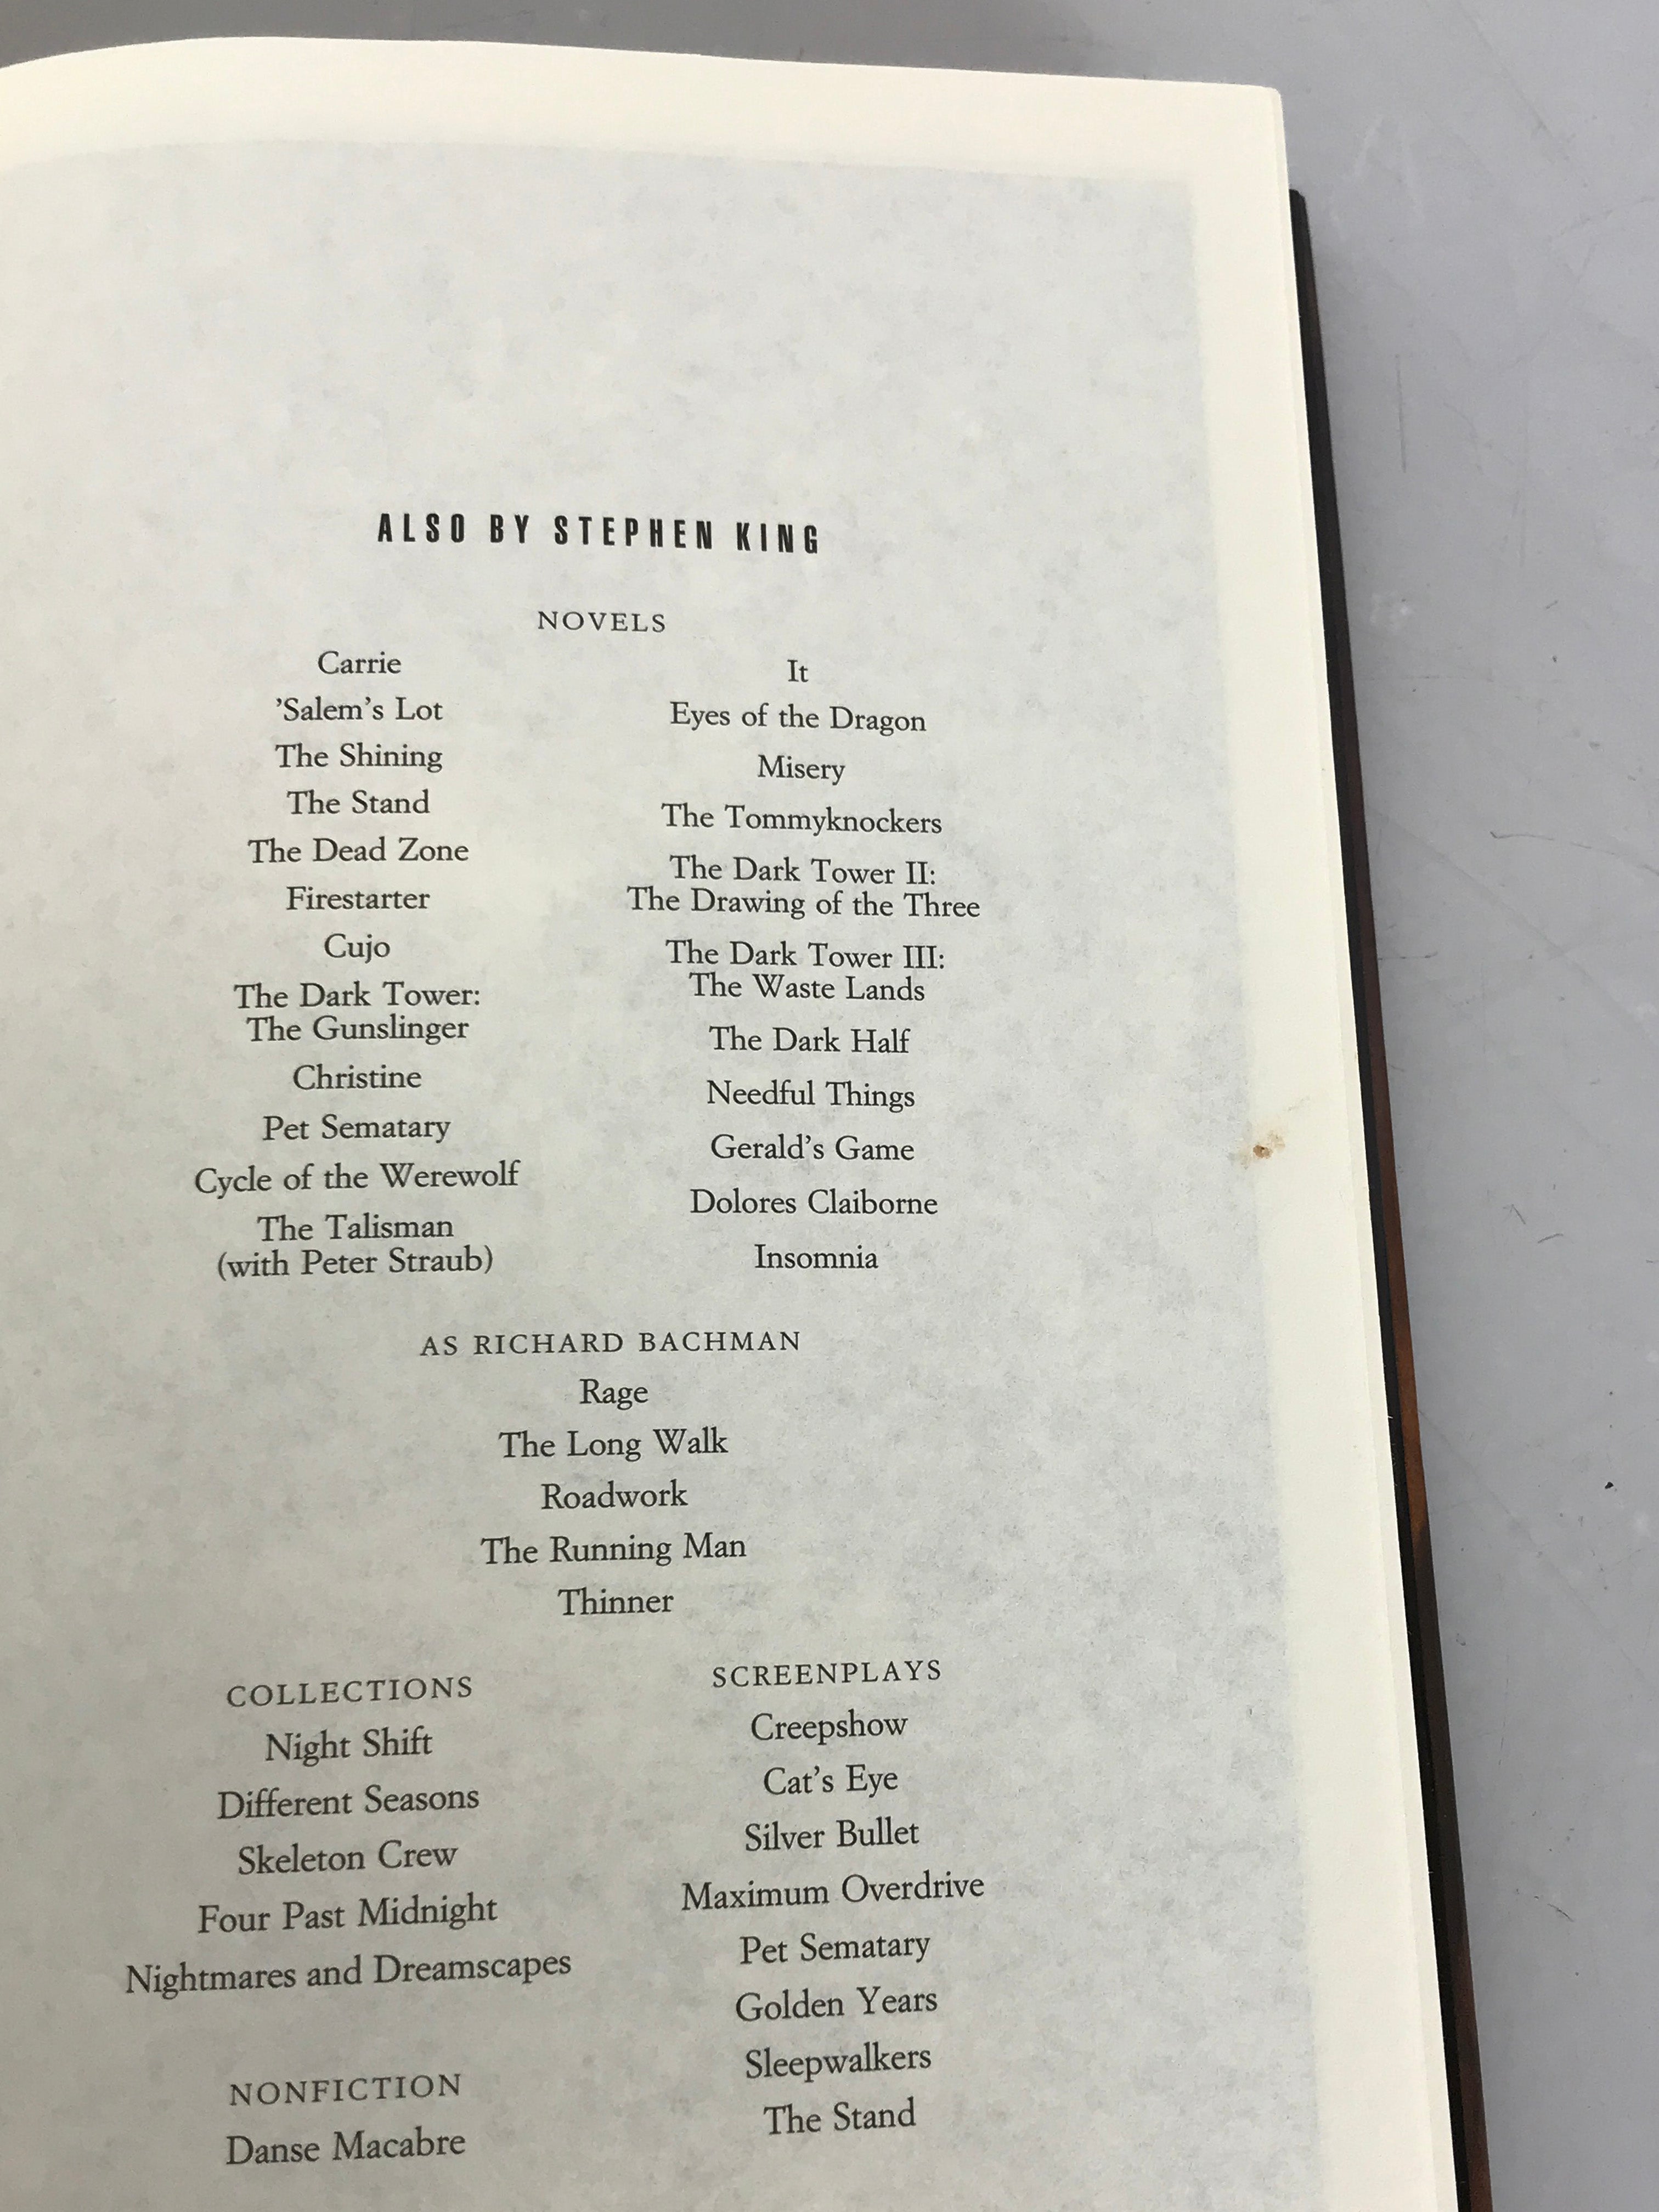 ALSO BY STEPHEN KING
NOVELS
Carrie
’Salem’s Lot
The Shining
The Stand
The Dead Zone
Firestarter
Cujo
The Dark Tower:
The Gunslinger
Christine
Pet Sematary
Cycle of the Werewolf
The Talisman
(with Peter Straub)
It
Eyes of the Dragon
Misery
The Tommyknockers
The Dark Tower II:
The Drawing of the Three
The Dark Tower III:
The Waste Lands
The Dark Half
Needful Things
Gerald’s Game
Dolores Claiborne
Insomnia
AS RICHARD BACHMAN
Rage
The Long Walk
Roadwork
The Running Man
Thinner
COLLECTIONS
Night Shift
Different Seasons
Skeleton Crew
Four Past Midnight
Nightmares and Dreamscapes
NONFICTION
Danse Macabre
SCREENPLAYS
Creepshow
Cat’s Eye
Silver Bullet
Maximum Overdrive
Pet Sematary
Golden Years
Sleepwalkers
The Stand